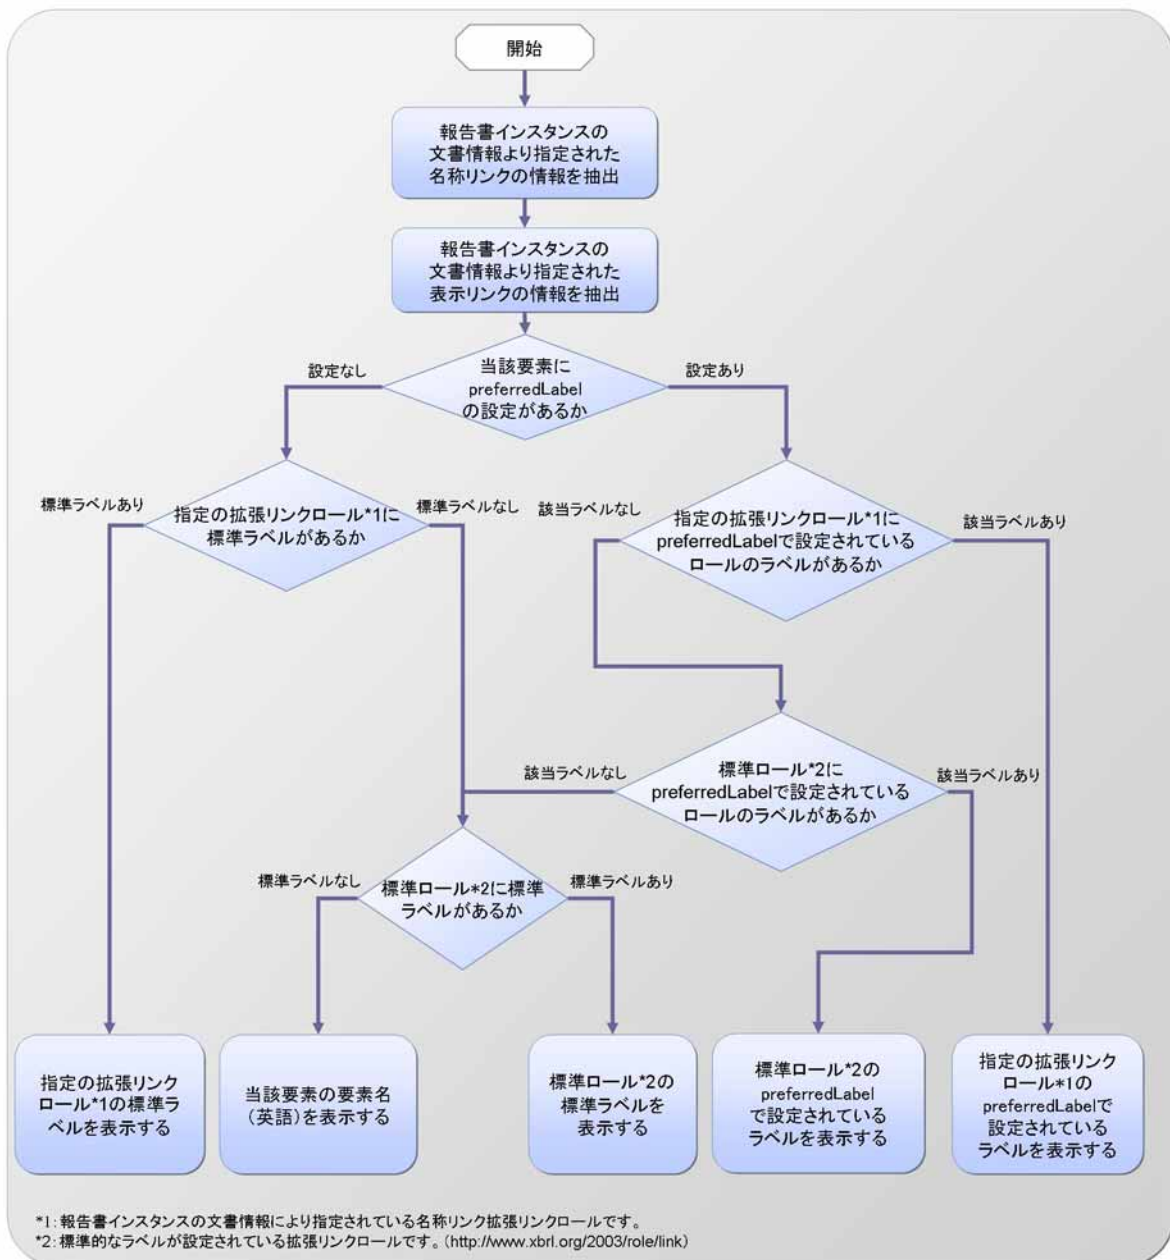 開始
報告書インスタンスの
文書情報より指定された
名称リンクの情報を抽出
報告書インスタンスの
文書情報より指定された
表示リンクの情報を抽出
当該要素に
preferredLabel
の設定があるか
設定なし
設定あり
指定の拡張リンクロール*1に
標準ラベルがあるか
標準ラベルあり
標準ラベルなし
指定の拡張リンクロール*1に
preferredLabelで設定されている
ロールのラベルがあるか
該当ラベルなし
該当ラベルあり
標準ロール*2に
preferredLabelで設定されている
ロールのラベルがあるか
該当ラベルなし
該当ラベルあり
標準ロール*2に標準
ラベルがあるか
標準ラベルなし
標準ラベルあり
指定の拡張リンク
ロール*1の標準ラ
ベルを表示する
当該要素の要素名
(英語)を表示する
標準ロール*2の
標準ラベルを
表示する
標準ロール*2の
preferredLabel
で設定されている
ラベルを表示する
指定の拡張リンク
ロール*1の
preferredLabelで
設定されている
ラベルを表示する
*1:報告書インスタンスの文書情報により指定されている名称リンク拡張リンクロールです。
*2:標準的なラベルが設定されている拡張リンクロールです。(http://www.xbrl.org/2003/role/link)